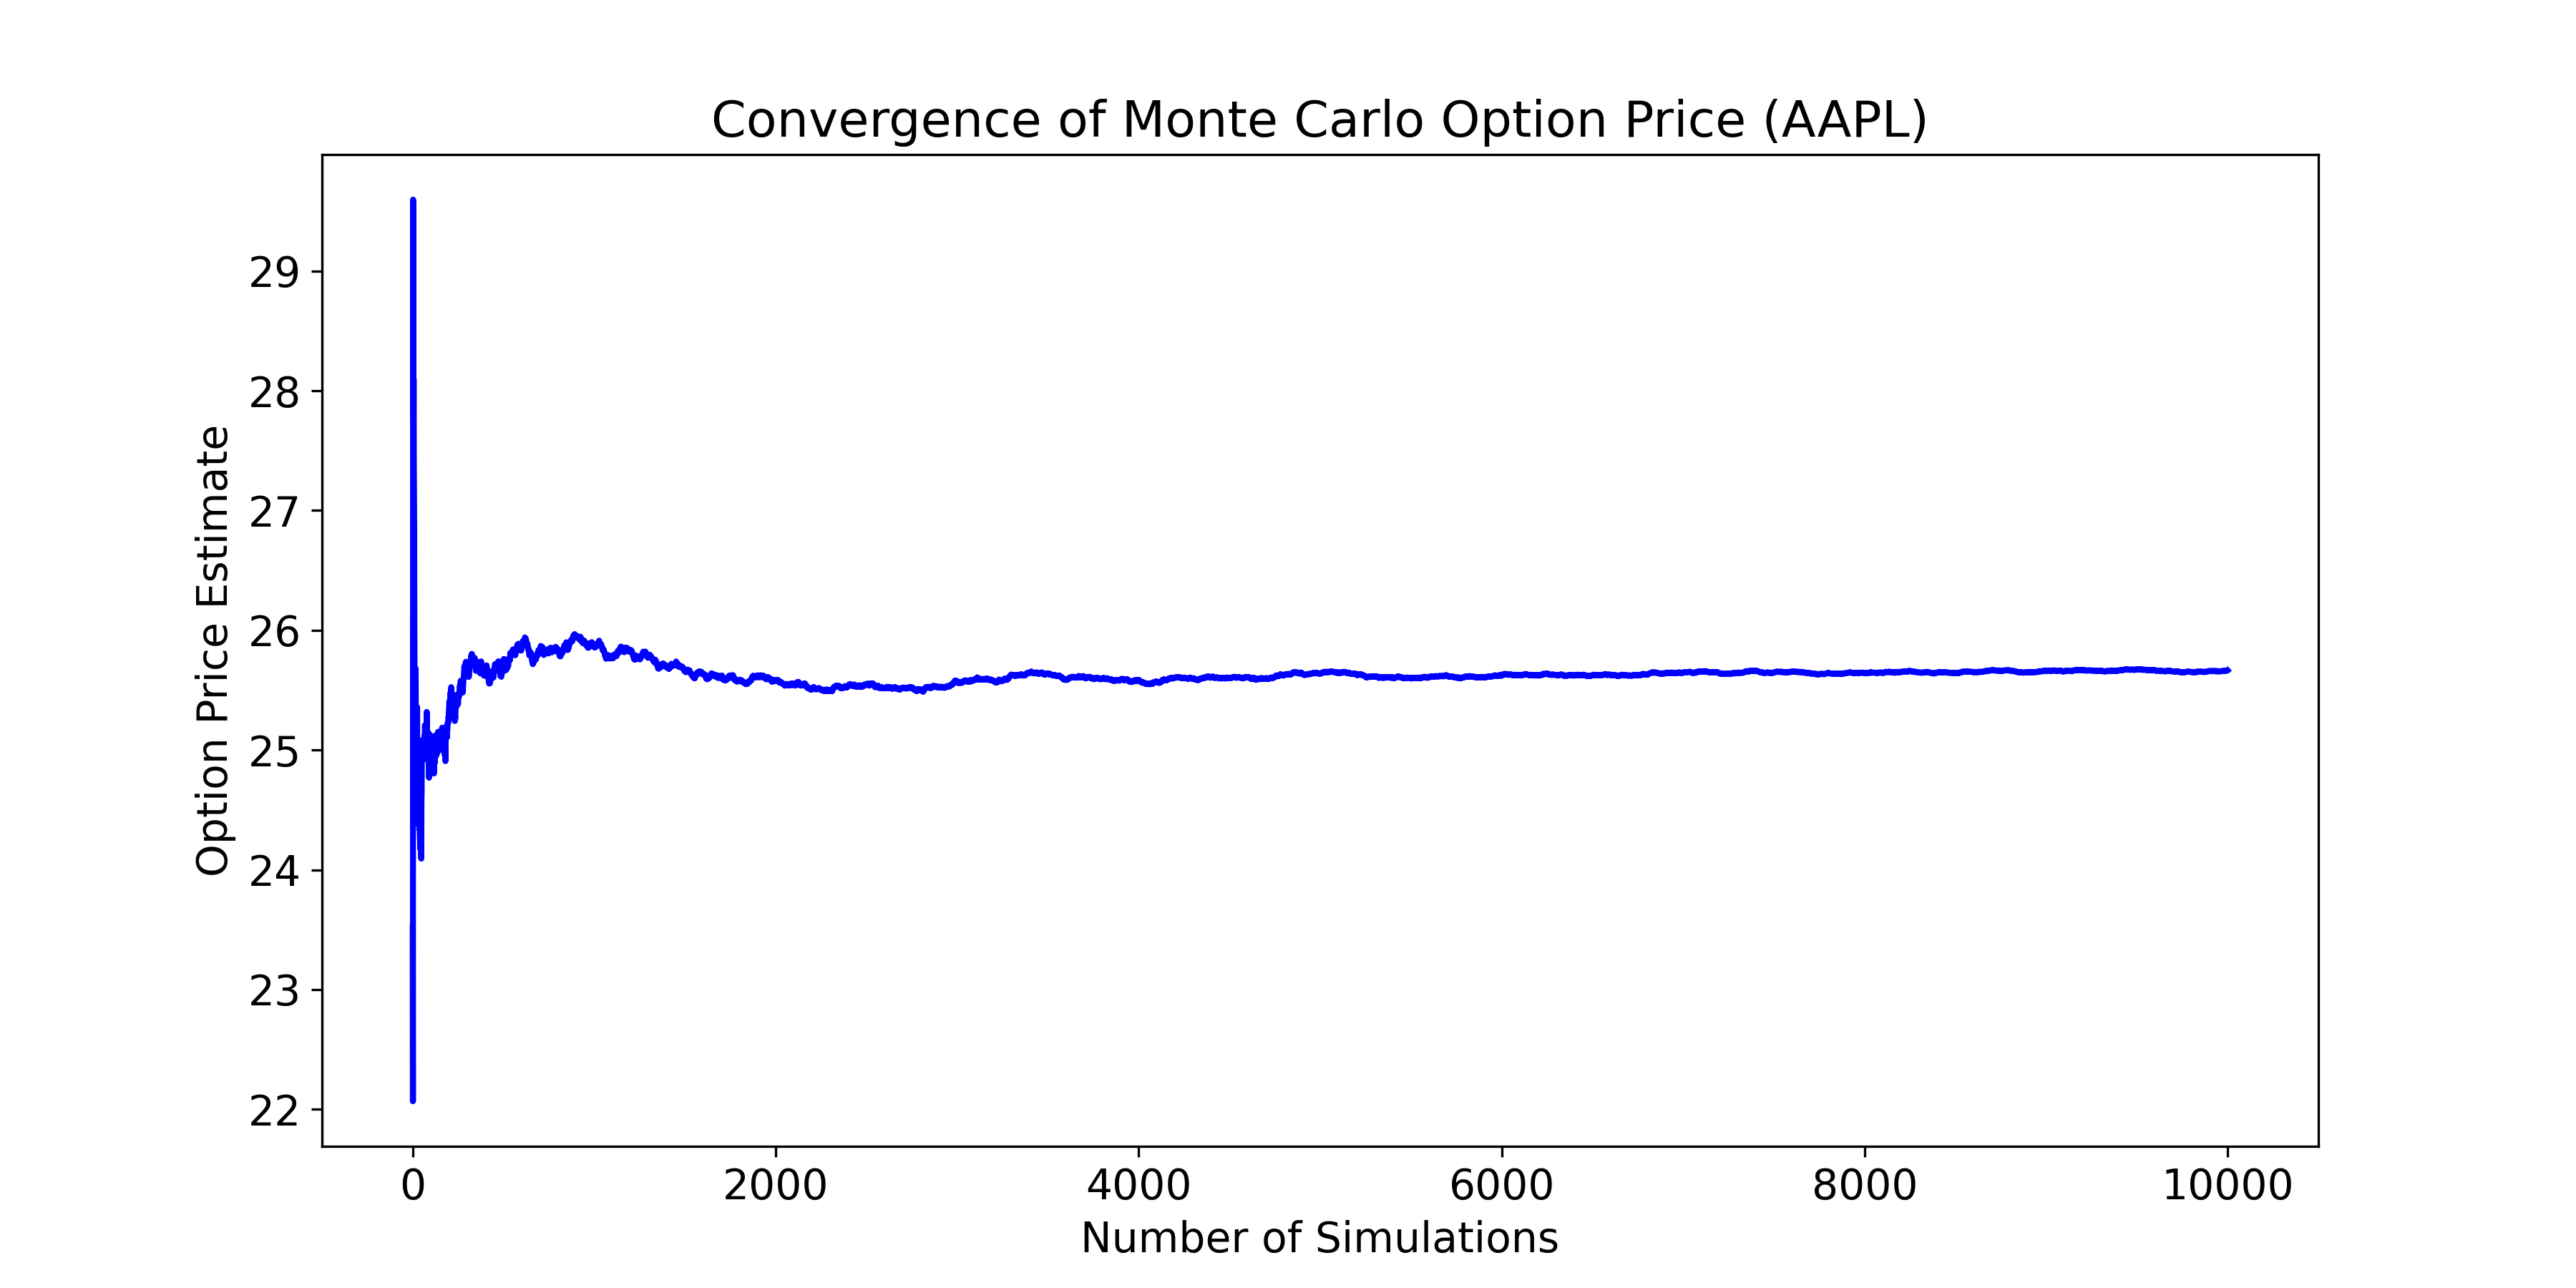 Convergence of Monte Carlo Option Price (AAPL)
Option Price Estimate
29
28
27
26
25
24
23
22
0 2000 4000 6000 8000 10000
Number of Simulations